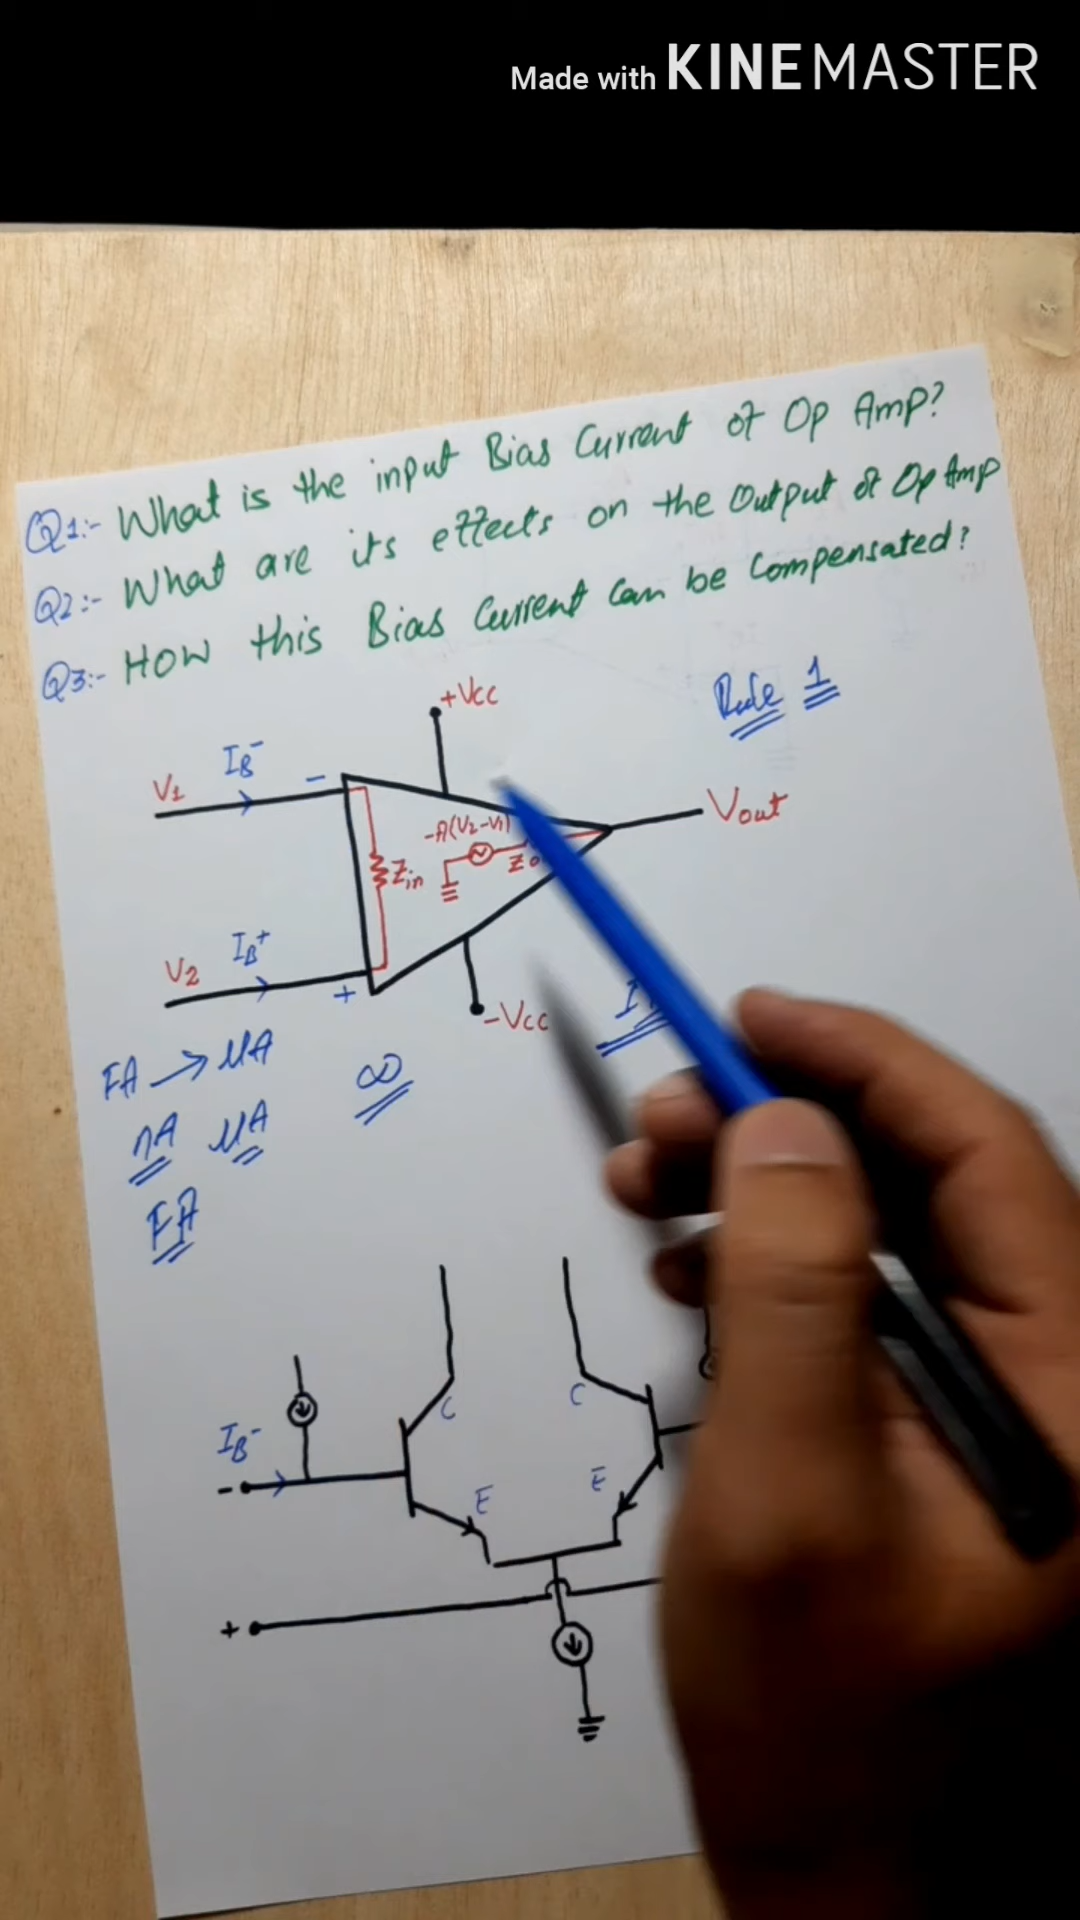 Made with KINEMASTER
Q1:- What is the input Bias Current of Op Amp?
Q2:- What are its effects on the Output of Op Amp
Q3:- How this Bias Current Can be Compensated?
Rule 1
+Vcc
IB-
V1
-
Vout
-A(V2-V1)
Zo
Zin
IB+
V2
+
-Vcc
FA → µA
∞
nA µA
FA
C C
IB-
-
E E
+